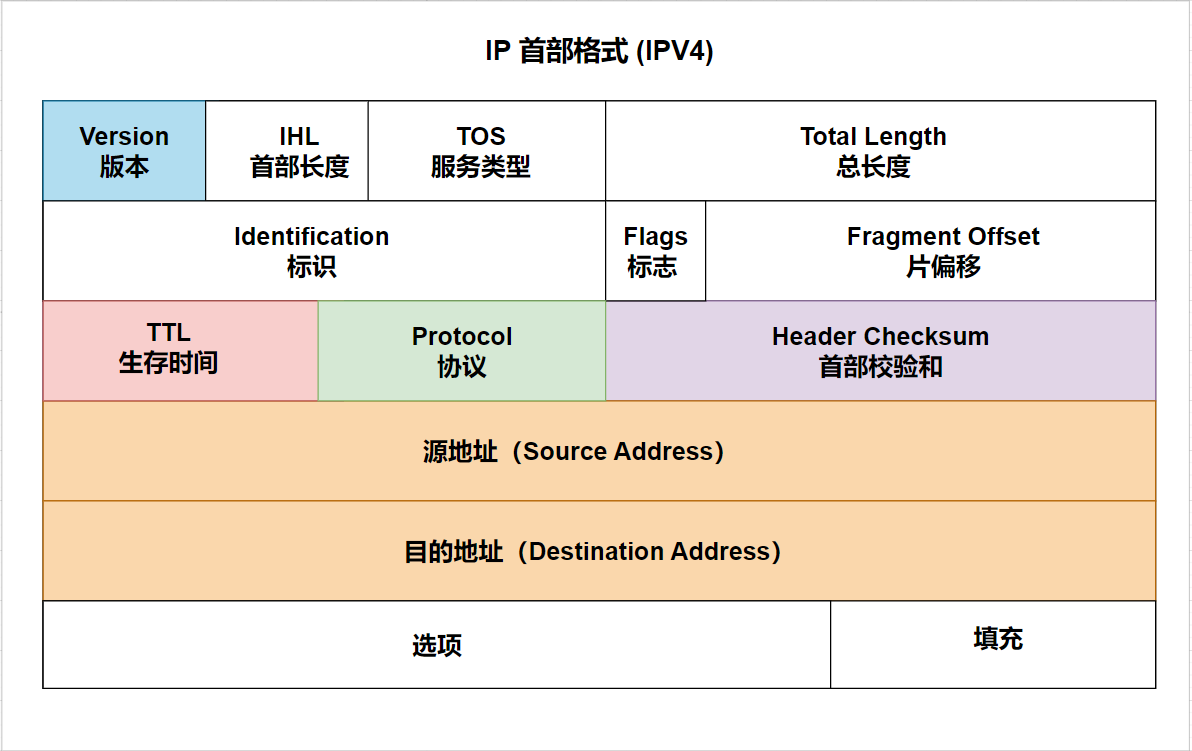 IP 首部格式 (IPV4)
Version
版本
IHL
首部长度
TOS
服务类型
Total Length
总长度
Identification
标识
Flags
标志
Fragment Offset
片偏移
TTL
生存时间
Protocol
协议
Header Checksum
首部校验和
源地址（Source Address）
目的地址（Destination Address）
选项
填充